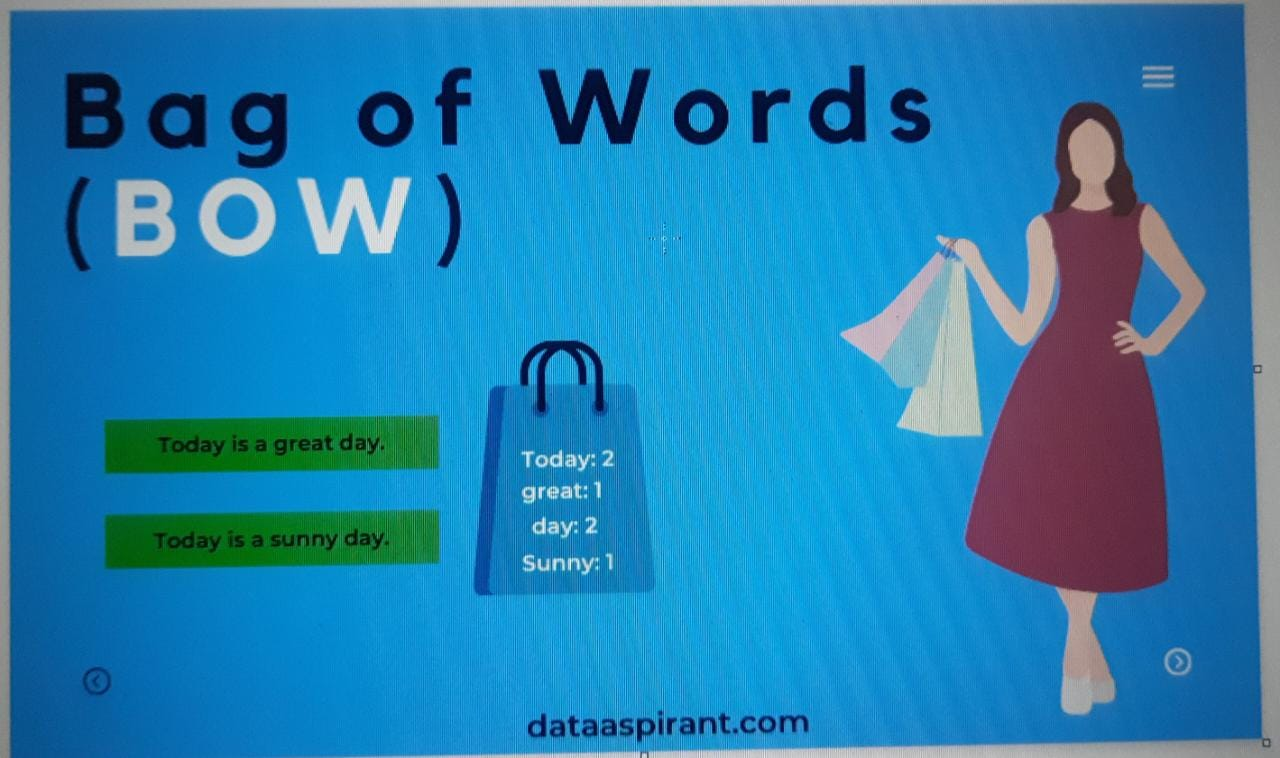 Bag of Words
(BOW)
Today is a great day.
Today is a sunny day.
Today: 2
great: 1
day: 2
Sunny: 1
dataaspirant.com